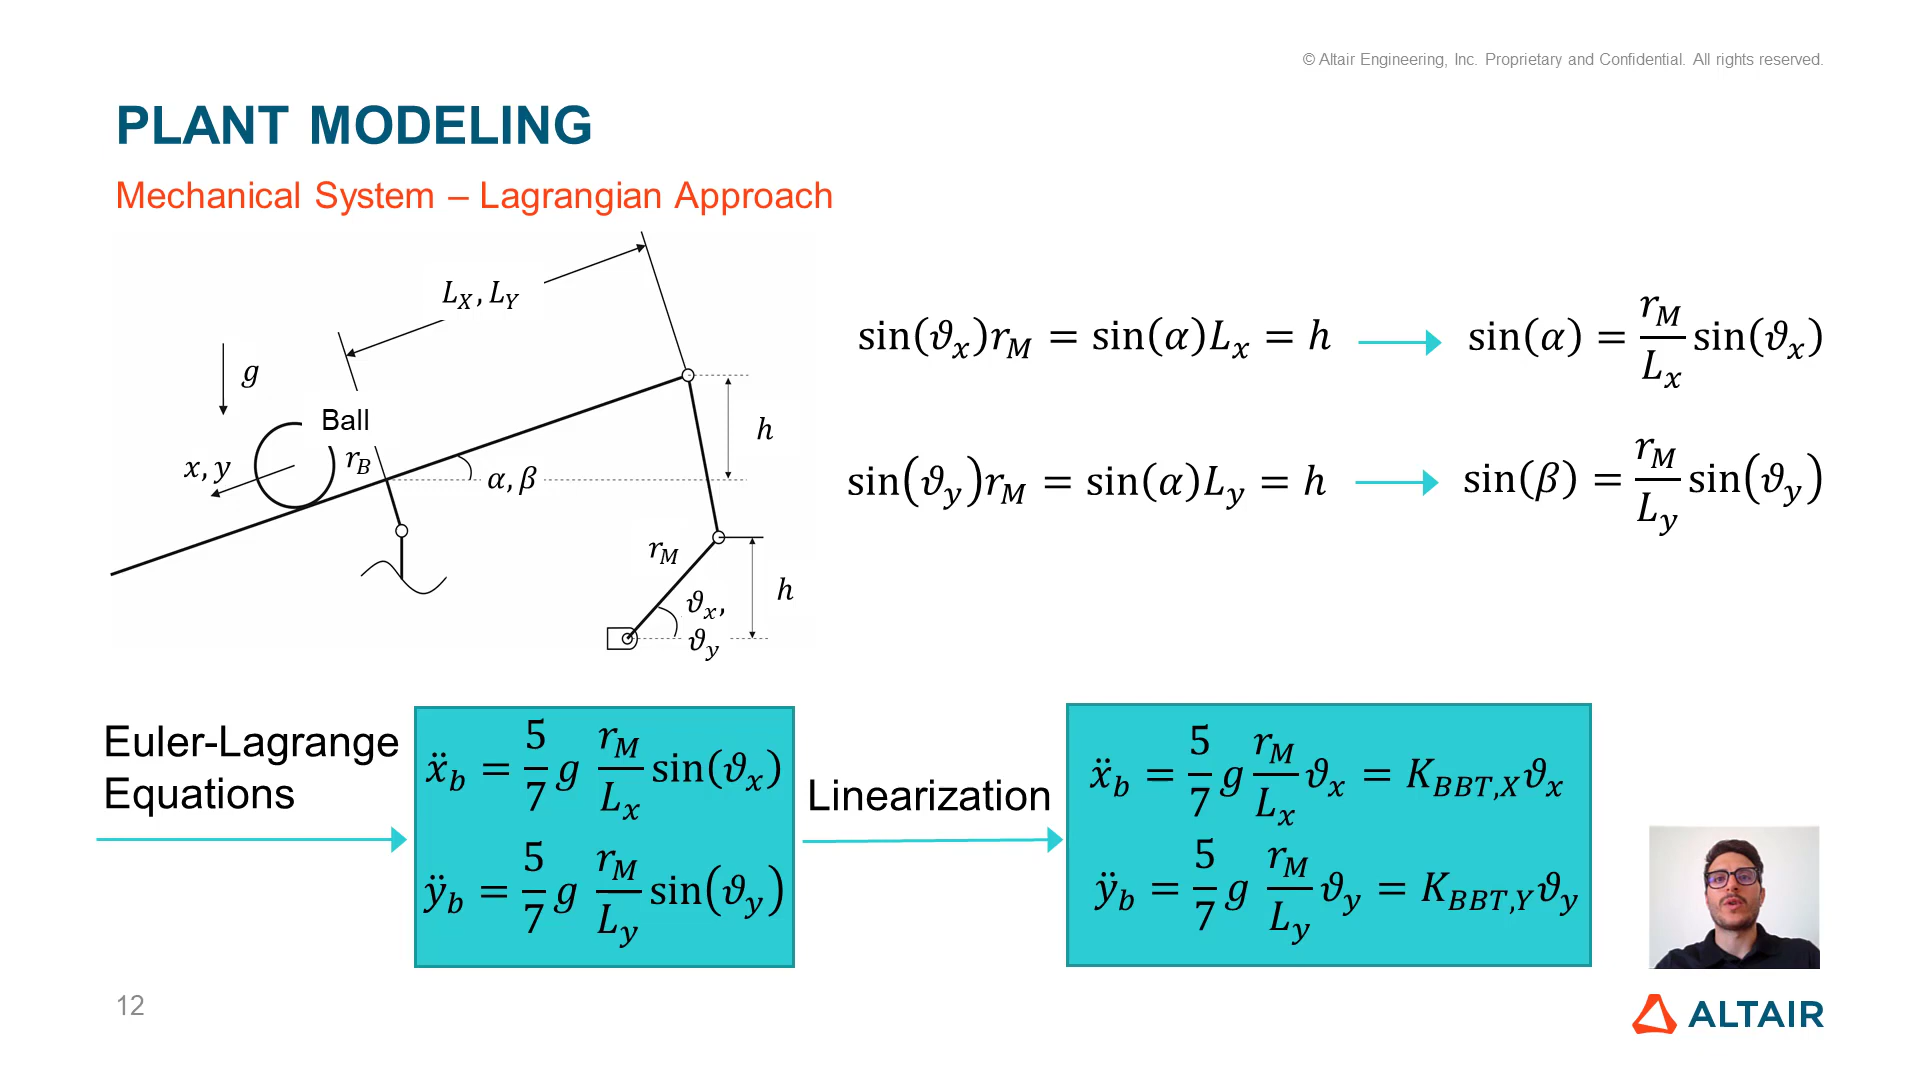 © Altair Engineering, Inc. Proprietary and Confidential. All rights reserved.
PLANT MODELING
Mechanical System – Lagrangian Approach
L_X, L_Y
g
Ball
r_B
x, y
α, β
h
r_M
h
ϑ_x,
ϑ_y
sin(ϑ_x)r_M = sin(α)L_x = h
sin(α) = r_M/L_x sin(ϑ_x)
sin(ϑ_y)r_M = sin(α)L_y = h
sin(β) = r_M/L_y sin(ϑ_y)
Euler-Lagrange
Equations
ẍ_b = 5/7 g r_M/L_x sin(ϑ_x)
ÿ_b = 5/7 g r_M/L_y sin(ϑ_y)
Linearization
ẍ_b = 5/7 g r_M/L_x ϑ_x = K_{BBT,X}ϑ_x
ÿ_b = 5/7 g r_M/L_y ϑ_y = K_{BBT,Y}ϑ_y
12
ALTAIR